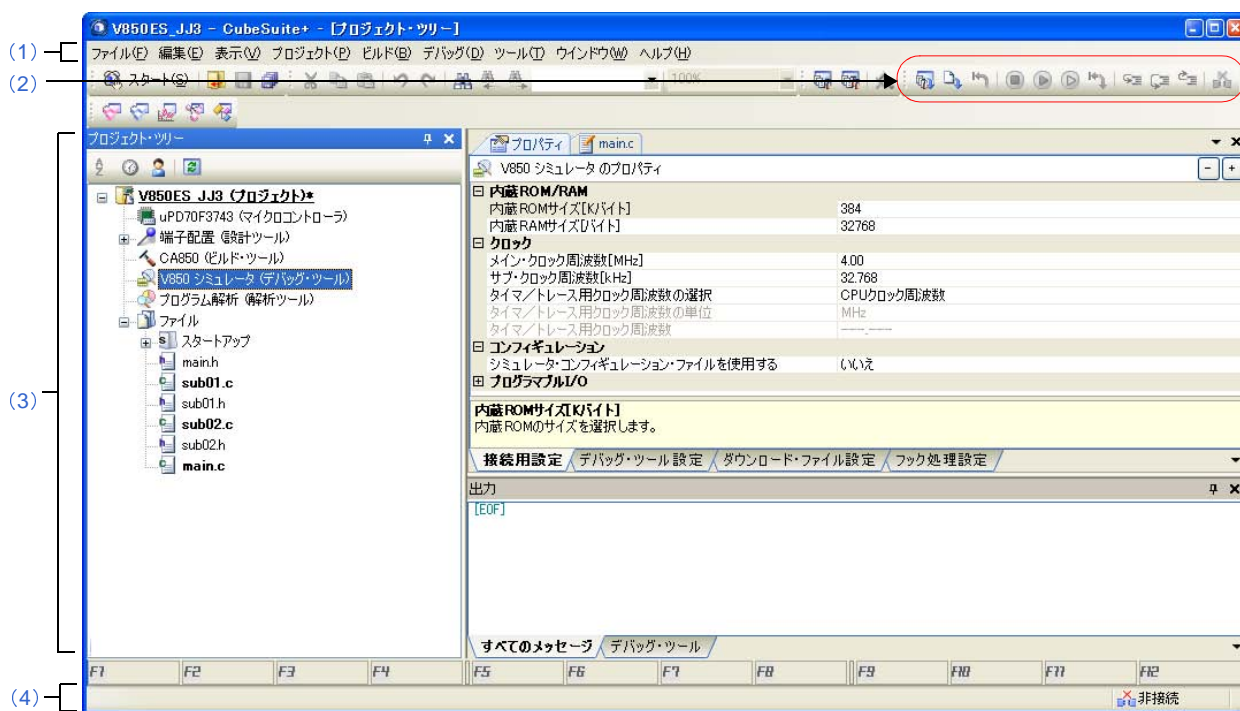 V850ES_JJ3 - CubeSuite+ - [プロジェクト・ツリー]
(1)
ファイル(F) 編集(E) 表示(V) プロジェクト(P) ビルド(B) デバッグ(D) ツール(T) ウインドウ(W) ヘルプ(H)
(2)
スタート(S)
100%
プロジェクト・ツリー
プロパティ
main.c
V850 シミュレータ のプロパティ
V850ES_JJ3 (プロジェクト)*
uPD70F3743 (マイクロコントローラ)
端子配置 (設計ツール)
CA850 (ビルド・ツール)
V850 シミュレータ (デバッグ・ツール)
プログラム解析 (解析ツール)
ファイル
スタートアップ
main.h
sub01.c
sub01.h
sub02.c
sub02.h
main.c
(3)
内蔵ROM/RAM
内蔵ROMサイズ[Kバイト] 384
内蔵RAMサイズ[バイト] 32768
クロック
メイン・クロック周波数[MHz] 4.00
サブ・クロック周波数[kHz] 32.768
タイマ/トレース用クロック周波数の選択 CPUクロック周波数
タイマ/トレース用クロック周波数の単位 MHz
タイマ/トレース用クロック周波数 ---.---
コンフィギュレーション
シミュレータ・コンフィギュレーション・ファイルを使用する いいえ
プログラマブルI/O
内蔵ROMサイズ[Kバイト]
内蔵ROMのサイズを選択します。
接続用設定 デバッグ・ツール設定 ダウンロード・ファイル設定 フック処理設定
出力
[EOF]
すべてのメッセージ デバッグ・ツール
F1 F2 F3 F4 F5 F6 F7 F8 F9 F10 F11 F12
(4)
非接続